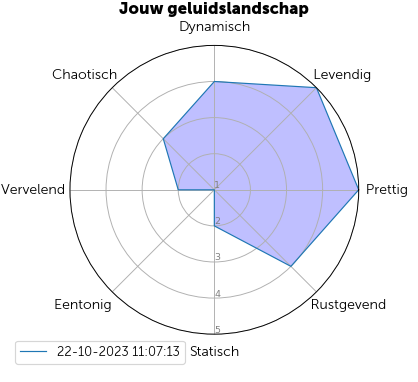 Jouw geluidslandschap
Dynamisch
Chaotisch
Levendig
Vervelend
1
Prettig
2
3
4
Eentonig
Rustgevend
5
22-10-2023 11:07:13
Statisch